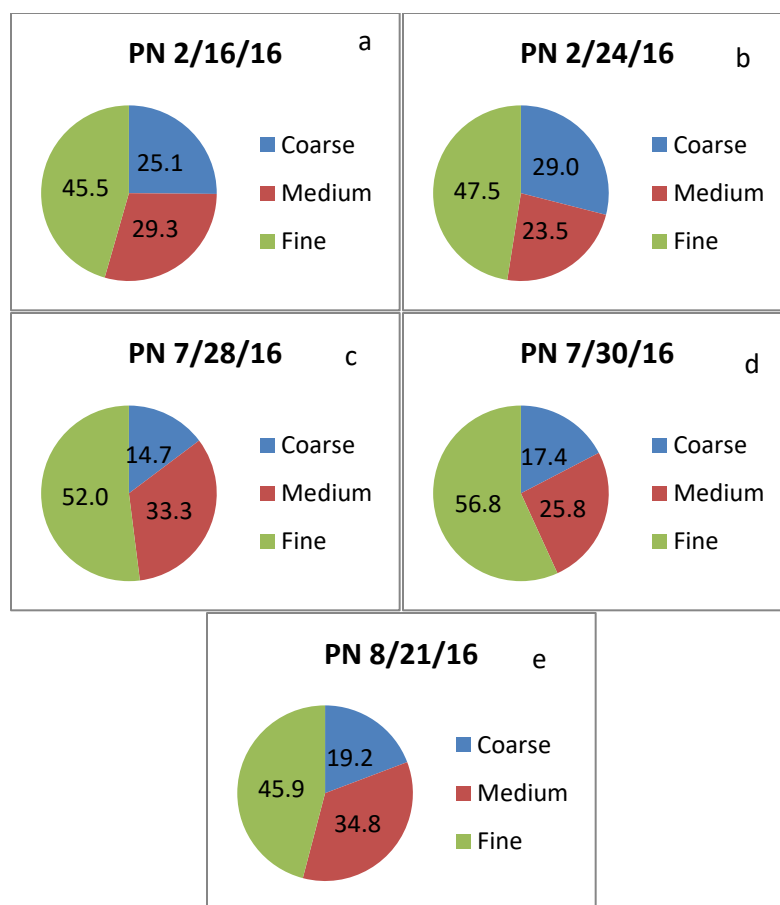 PN 2/16/16
a
25.1
29.3
45.5
Coarse
Medium
Fine
PN 2/24/16
b
29.0
23.5
47.5
Coarse
Medium
Fine
PN 7/28/16
c
14.7
33.3
52.0
Coarse
Medium
Fine
PN 7/30/16
d
17.4
25.8
56.8
Coarse
Medium
Fine
PN 8/21/16
e
19.2
34.8
45.9
Coarse
Medium
Fine